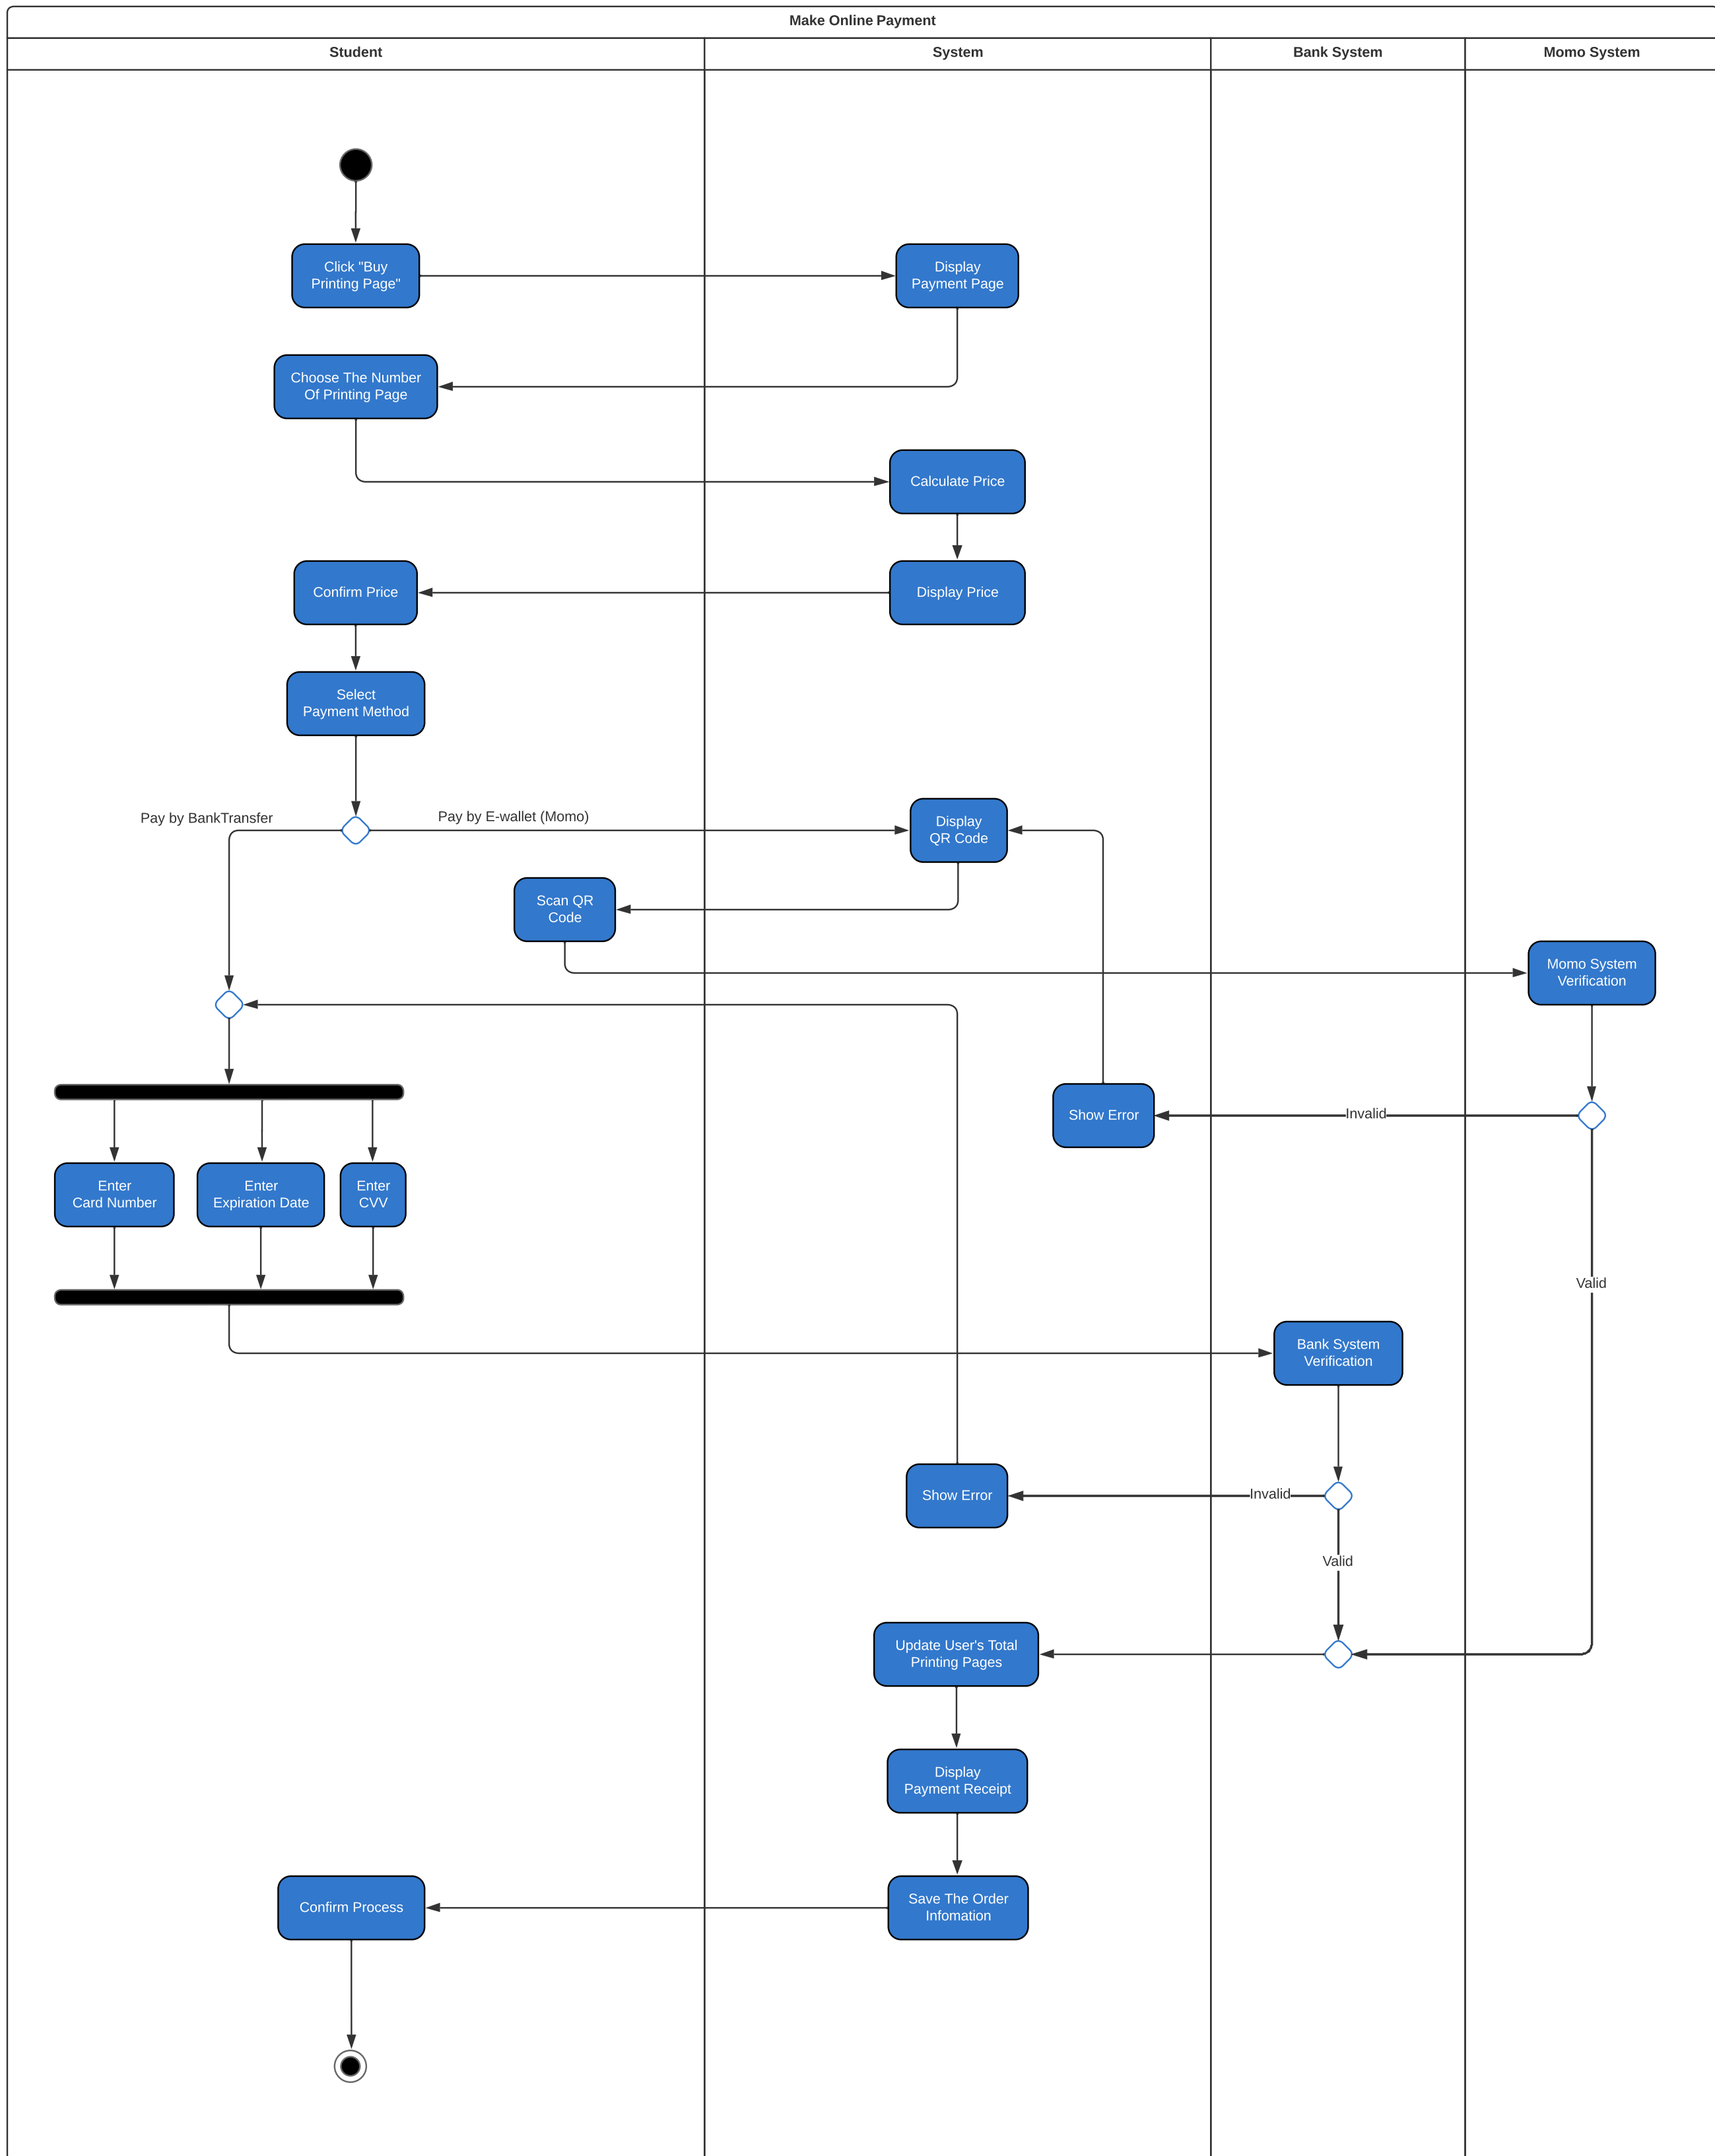 Make Online Payment
Student
System
Bank System
Momo System
Click "Buy
Printing Page"
Display
Payment Page
Choose The Number
Of Printing Page
Calculate Price
Confirm Price
Display Price
Select
Payment Method
Pay by BankTransfer
Pay by E-wallet (Momo)
Display
QR Code
Scan QR
Code
Momo System
Verification
Show Error
Invalid
Enter
Card Number
Enter
Expiration Date
Enter
CVV
Valid
Bank System
Verification
Show Error
Invalid
Valid
Update User's Total
Printing Pages
Display
Payment Receipt
Confirm Process
Save The Order
Infomation